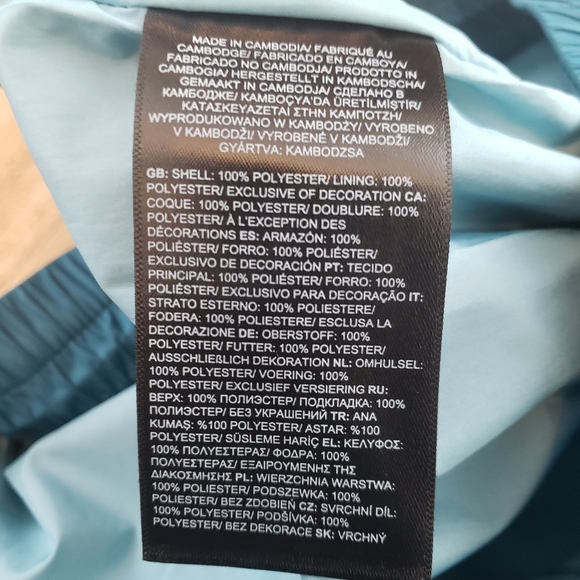 MADE IN CAMBODIA/ FABRIQUÉ AU
CAMBODGE/ FABRICADO EN CAMBOYA/
FABRICADO NO CAMBODJA/ PRODOTTO IN
CAMBOGIA/ HERGESTELLT IN KAMBODSCHA/
GEMAAKT IN CAMBODJA/ СДЕЛАНО В
КАМБОДЖЕ/ KAMBOÇYA'DA ÜRETİLMİŞTİR/
ΚΑΤΑΣΚΕΥΑΖΕΤΑΙ ΣΤΗΝ ΚΑΜΠΟΤΖΗ/
WYPRODUKOWANO W KAMBODŻY/ VYROBENO
V KAMBODŽI/ VYROBENÉ V KAMBODŽI/
GYÁRTVA: KAMBODZSA
GB: SHELL: 100% POLYESTER/ LINING: 100%
POLYESTER/ EXCLUSIVE OF DECORATION CA:
COQUE: 100% POLYESTER/ DOUBLURE: 100%
POLYESTER/ À L'EXCEPTION DES
DÉCORATIONS ES: ARMAZÓN: 100%
POLIÉSTER/ FORRO: 100% POLIÉSTER/
EXCLUSIVO DE DECORACIÓN PT: TECIDO
PRINCIPAL: 100% POLIÉSTER/ FORRO: 100%
POLIÉSTER/ EXCLUSIVO PARA DECORAÇÃO IT:
STRATO ESTERNO: 100% POLIESTERE/
FODERA: 100% POLIESTERE/ ESCLUSA LA
DECORAZIONE DE: OBERSTOFF: 100%
POLYESTER/ FUTTER: 100% POLYESTER/
AUSSCHLIEßLICH DEKORATION NL: OMHULSEL:
100% POLYESTER/ VOERING: 100%
POLYESTER/ EXCLUSIEF VERSIERING RU:
ВЕРХ: 100% ПОЛИЭСТЕР/ ПОДКЛАДКА: 100%
ПОЛИЭСТЕР/ БЕЗ УКРАШЕНИЙ TR: ANA
KUMAŞ: %100 POLYESTER/ ASTAR: %100
POLYESTER/ SÜSLEME HARİÇ EL: ΚΕΛΥΦΟΣ:
100% ΠΟΛΥΕΣΤΕΡΑΣ/ ΦΟΔΡΑ: 100%
ΠΟΛΥΕΣΤΕΡΑΣ/ ΕΞΑΙΡΟΥΜΕΝΗΣ ΤΗΣ
ΔΙΑΚΟΣΜΗΣΗΣ PL: WIERZCHNIA WARSTWA:
100% POLIESTER/ PODSZEWKA: 100%
POLIESTER/ BEZ ZDOBIEŃ CZ: SVRCHNÍ DÍL:
100% POLYESTER/ PODŠÍVKA: 100%
POLYESTER/ BEZ DEKORACE SK: VRCHNÝ